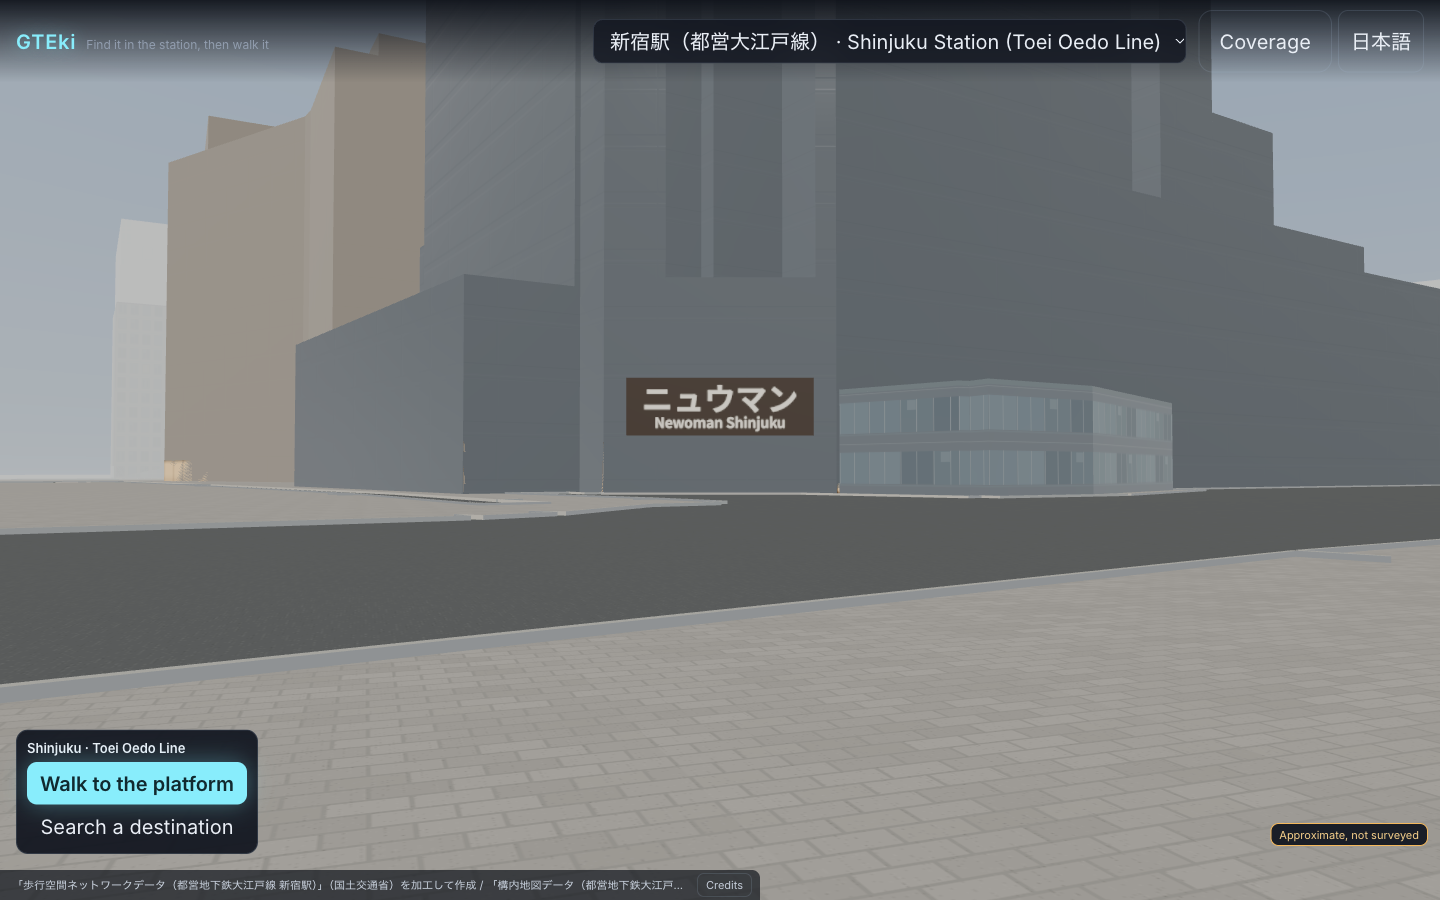 GTEki Find it in the station, then walk it
新宿駅（都営大江戸線） · Shinjuku Station (Toei Oedo Line)
Coverage
日本語
ニュウマン
Newoman Shinjuku
Shinjuku · Toei Oedo Line
Walk to the platform
Search a destination
Approximate, not surveyed
「歩行空間ネットワークデータ（都営地下鉄大江戸線 新宿駅）」（国土交通省）を加工して作成 / 「構内地図データ（都営地下鉄大江戸...
Credits